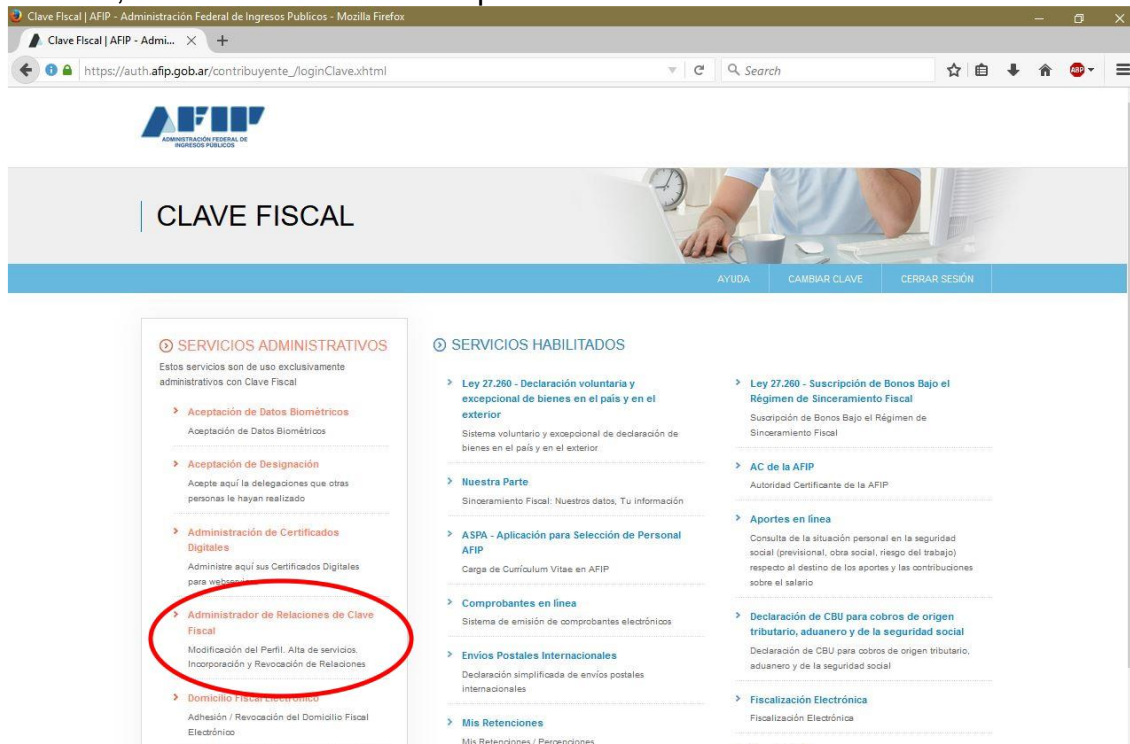 Clave FIscal | AFIP - Administración Federal de Ingresos Publicos - Mozilla Firefox
Clave FIscal | AFIP - Admi...
https://auth.afip.gob.ar/contribuyente_/loginClave.xhtml
Search
ABP
AFIP
ADMINISTRACIÓN FEDERAL DE
INGRESOS PÚBLICOS
CLAVE FISCAL
AYUDA
CAMBIAR CLAVE
CERRAR SESIÓN
SERVICIOS ADMINISTRATIVOS
Estos servicios son de uso exclusivamente
administrativos con Clave Fiscal
Aceptación de Datos Biométricos
Aceptación de Datos Biométricos
Aceptación de Designación
Acepte aquí la delegaciones que otras
personas le hayan realizado
Administración de Certificados
Digitales
Administre aquí sus Certificados Digitales
para
Administrador de Relaciones de Clave
Fiscal
Modificación del Perfil. Alta de servicios.
Incorporación y Revocación de Relaciones
Domicilio Fiscal Electrónico
Adhesión / Revocación del Domicilio Fiscal
Electrónico
SERVICIOS HABILITADOS
Ley 27.260 - Declaración voluntaria y
excepcional de bienes en el país y en el
exterior
Sistema voluntario y excepcional de declaración de
bienes en el país y en el exterior
Nuestra Parte
Sinceramiento Fiscal: Nuestros datos, Tu información
ASPA - Aplicación para Selección de Personal
AFIP
Carga de Currículum Vitae en AFIP
Comprobantes en línea
Sistema de emisión de comprobantes electrónicos
Envíos Postales Internacionales
Declaración simplificada de envíos postales
internacionales
Mis Retenciones
Mis Retenciones / Percepciones
Ley 27.260 - Suscripción de Bonos Bajo el
Régimen de Sinceramiento Fiscal
Suscripción de Bonos Bajo el Régimen de
Sinceramiento Fiscal
AC de la AFIP
Autoridad Certificante de la AFIP
Aportes en línea
Consulta de la situación personal en la seguridad
social (previsional, obra social, riesgo del trabajo)
respecto al destino de los aportes y las contribuciones
sobre el salario
Declaración de CBU para cobros de origen
tributario, aduanero y de la seguridad social
Declaración de CBU para cobros de origen tributario,
aduanero y de la seguridad social
Fiscalización Electrónica
Fiscalización Electrónica